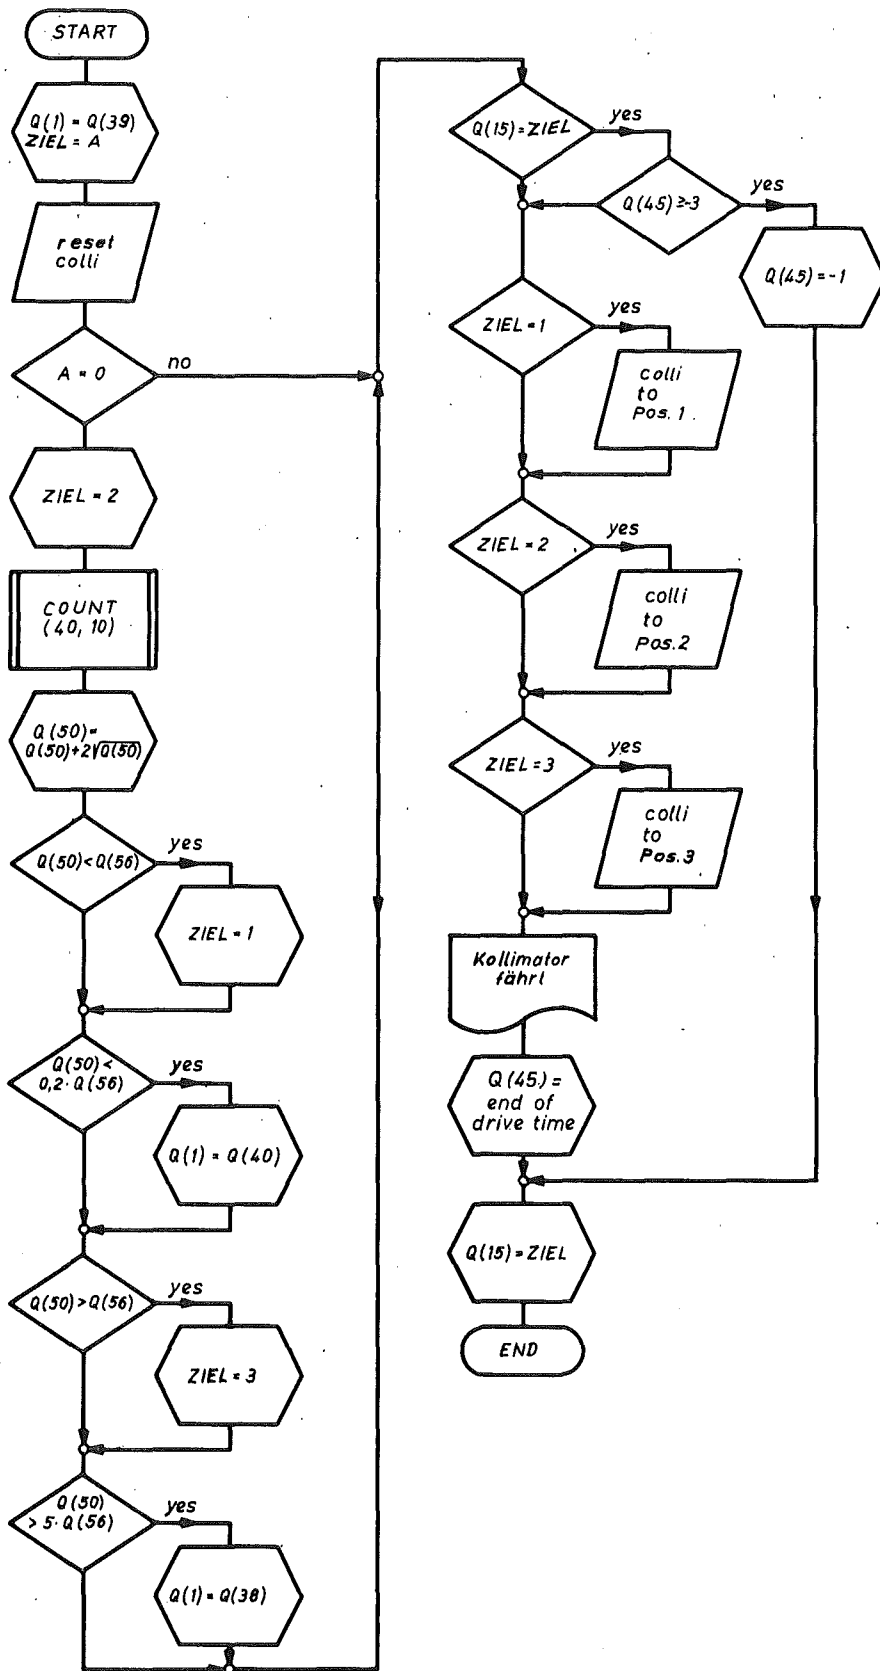 START
Q(1) = Q(39)
ZIEL = A
reset
colli
A = 0
no
ZIEL = 2
COUNT
(40, 10)
Q(50)=
Q(50)+2√Q(50)
Q(50)<Q(56)
yes
ZIEL = 1
Q(50)<
0,2·Q(56)
yes
Q(1) = Q(40)
Q(50)>Q(56)
yes
ZIEL = 3
Q(50)
> 5·Q(56)
yes
Q(1) = Q(38)
Q(15)=ZIEL
yes
Q(45)≥-3
yes
Q(45)=-1
ZIEL=1
yes
colli
to
Pos.1
ZIEL=2
yes
colli
to
Pos.2
ZIEL=3
yes
colli
to
Pos.3
Kollimator
fährt
Q(45)=
end of
drive time
Q(15)=ZIEL
END